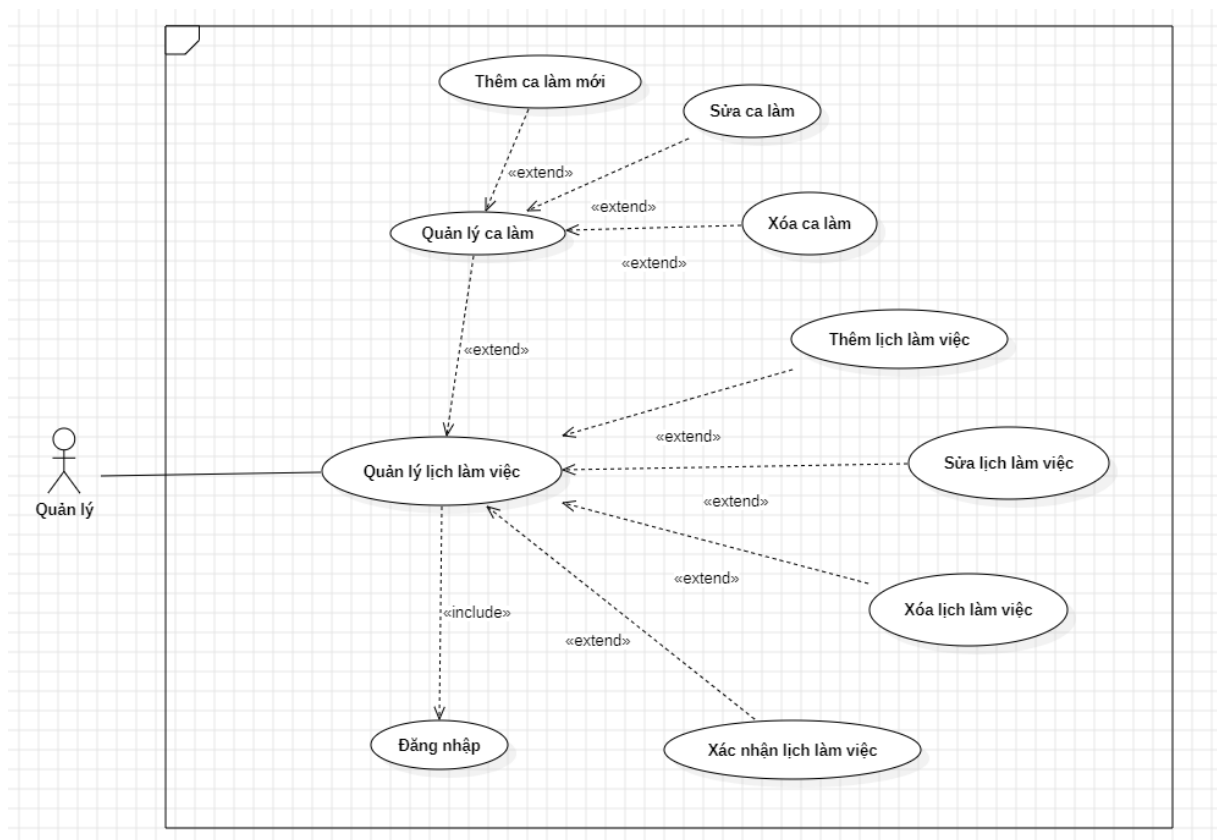 Thêm ca làm mới
Sửa ca làm
«extend»
«extend»
Xóa ca làm
Quản lý ca làm
«extend»
Thêm lịch làm việc
«extend»
«extend»
Sửa lịch làm việc
Quản lý lịch làm việc
«extend»
Quản lý
«extend»
Xóa lịch làm việc
«include»
«extend»
Đăng nhập
Xác nhận lịch làm việc